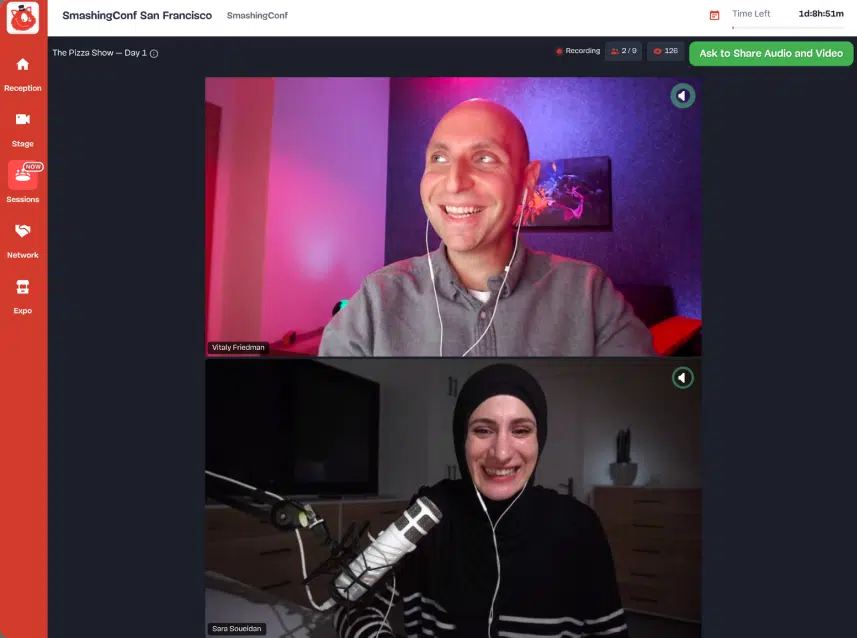 SmashingConf San Francisco
SmashingConf
Time Left
1d:8h:51m
The Pizza Show — Day 1
Recording
2 / 9
126
Ask to Share Audio and Video
Reception
Stage
NOW
Sessions
Network
Expo
Vitaly Friedman
Sara Soueidan